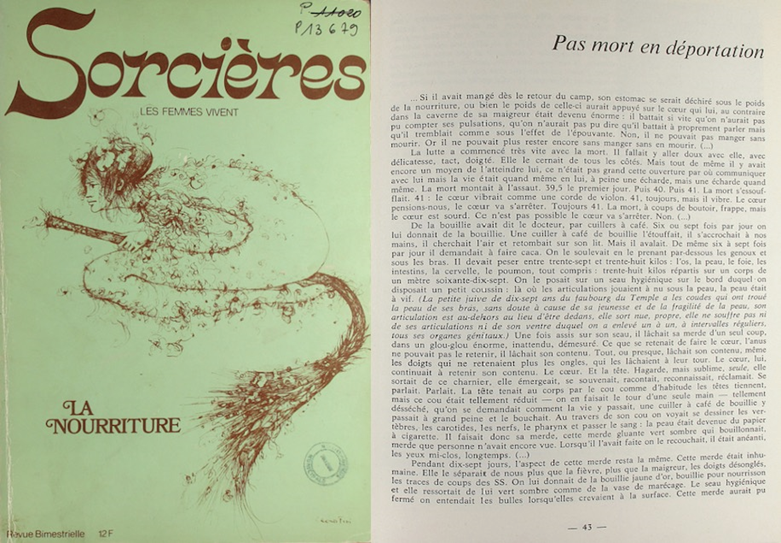 P 11020
P 13 679
Sorcières
LES FEMMES VIVENT
LA
NOURRITURE
Revue Bimestrielle 12F
Pas mort en déportation
... Si il avait mangé dès le retour du camp, son estomac se serait déchiré sous le poids
de la nourriture, ou bien le poids de celle-ci aurait appuyé sur le cœur qui lui, au contraire
dans la caverne de sa maigreur était devenu énorme : il battait si vite qu'on n'aurait pas
pu compter ses pulsations, qu'on n'aurait pas pu dire qu'il battait à proprement parler mais
qu'il tremblait comme sous l'effet de l'épouvante. Non, il ne pouvait pas manger sans
mourir. Or il ne pouvait plus rester encore sans manger sans en mourir. (...)
La lutte a commencé très vite avec la mort. Il fallait y aller doux avec elle, avec
délicatesse, tact, doigté. Elle le cernait de tous les côtés. Mais tout de même il y avait
encore un moyen de l'atteindre lui, ce n'était pas grand cette ouverture par où communiquer
avec lui mais la vie était quand même en lui, à peine une écharde, mais une écharde quand
même. La mort montait à l'assaut. 39,5 le premier jour. Puis 40. Puis 41. La mort s'essouf-
flait. 41 : le cœur vibrait comme une corde de violon. 41, toujours, mais il vibre. Le cœur
pensions-nous, le cœur va s'arrêter. Toujours 41. La mort, à coups de boutoir, frappe, mais
le cœur est sourd. Ce n'est pas possible le cœur va s'arrêter. Non. (...)
De la bouillie avait dit le docteur, par cuillers à café. Six ou sept fois par jour on
lui donnait de la bouillie. Une cuiller à café de bouillie l'étouffait, il s'accrochait à nos
mains, il cherchait l'air et retombait sur son lit. Mais il avalait. De même six à sept fois
par jour il demandait à faire caca. On le soulevait en le prenant par-dessous les genoux et
sous les bras. Il devait peser entre trente-sept et trente-huit kilos : l'os, la peau, le foie, les
intestins, la cervelle, le poumon, tout compris : trente-huit kilos répartis sur un corps de
un mètre soixante-dix-sept. On le posait sur un seau hygiénique sur le bord duquel on
disposait un petit coussin : là où les articulations jouaient à nu sous la peau, la peau était
à vif. (La petite juive de dix-sept ans du faubourg du Temple a les coudes qui ont troué
la peau de ses bras, sans doute à cause de sa jeunesse et de la fragilité de la peau, son
articulation est au-dehors au lieu d'être dedans, elle sort nue, propre, elle ne souffre pas ni
de ses articulations ni de son ventre duquel on a enlevé un à un, à intervalles réguliers,
tous ses organes génitaux.) Une fois assis sur son seau, il lâchait sa merde d'un seul coup,
dans un glou-glou énorme, inattendu, démesuré. Ce que se retenait de faire le cœur, l'anus
ne pouvait pas le retenir, il lâchait son contenu. Tout, ou presque, lâchait son contenu, même
les doigts qui ne retenaient plus les ongles, qui les lâchaient à leur tour. Le cœur, lui,
continuait à retenir son contenu. Le cœur. Et la tête. Hagarde, mais sublime, seule, elle
sortait de ce charnier, elle émergeait, se souvenait, racontait, reconnaissait, réclamait. Se
parlait. Parlait. La tête tenait au corps par le cou comme d'habitude les têtes tiennent,
mais ce cou était tellement réduit — on en faisait le tour d'une seule main — tellement
désséché, qu'on se demandait comment la vie y passait, une cuiller à café de bouillie y
passait à grand peine et le bouchait. Au travers de son cou on voyait se dessiner les ver-
tèbres, les carotides, les nerfs, le pharynx et passer le sang : la peau était devenue du papier
à cigarette. Il faisait donc sa merde, cette merde gluante vert sombre qui bouillonnait,
merde que personne n'avait encore vue. Lorsqu'il l'avait faite on le recouchait, il était anéanti,
les yeux mi-clos, longtemps. (...)
Pendant dix-sept jours, l'aspect de cette merde resta la même. Cette merde était inhu-
maine. Elle le séparait de nous plus que la fièvre, plus que la maigreur, les doigts désonglés,
les traces de coups des SS. On lui donnait de la bouillie jaune d'or, bouillie pour nourrisson
et elle ressortait de lui vert sombre comme de la vase de marécage. Le seau hygiénique
fermé on entendait les bulles lorsqu'elles crevaient à la surface. Cette merde aurait pu
— 43 —